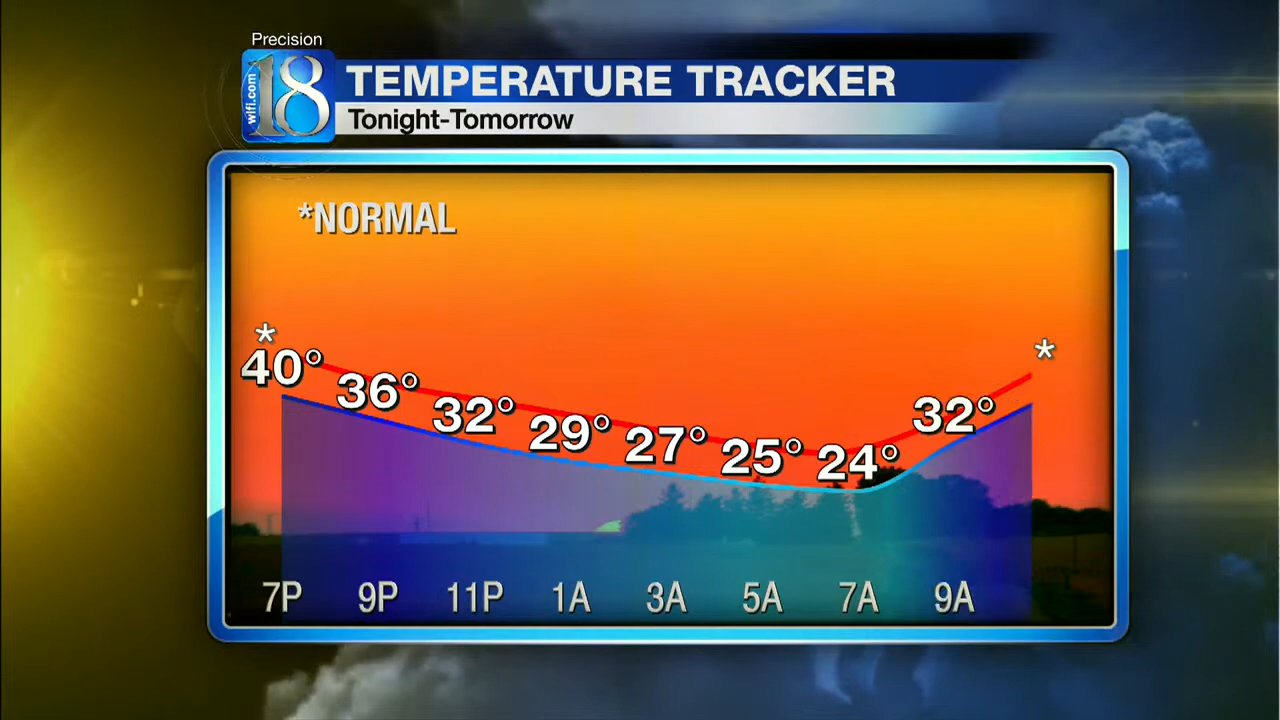 Precision
wlfi.com
18
TEMPERATURE TRACKER
Tonight-Tomorrow
*NORMAL
*
*
40° 36° 32° 29° 27° 25° 24° 32°
7P 9P 11P 1A 3A 5A 7A 9A